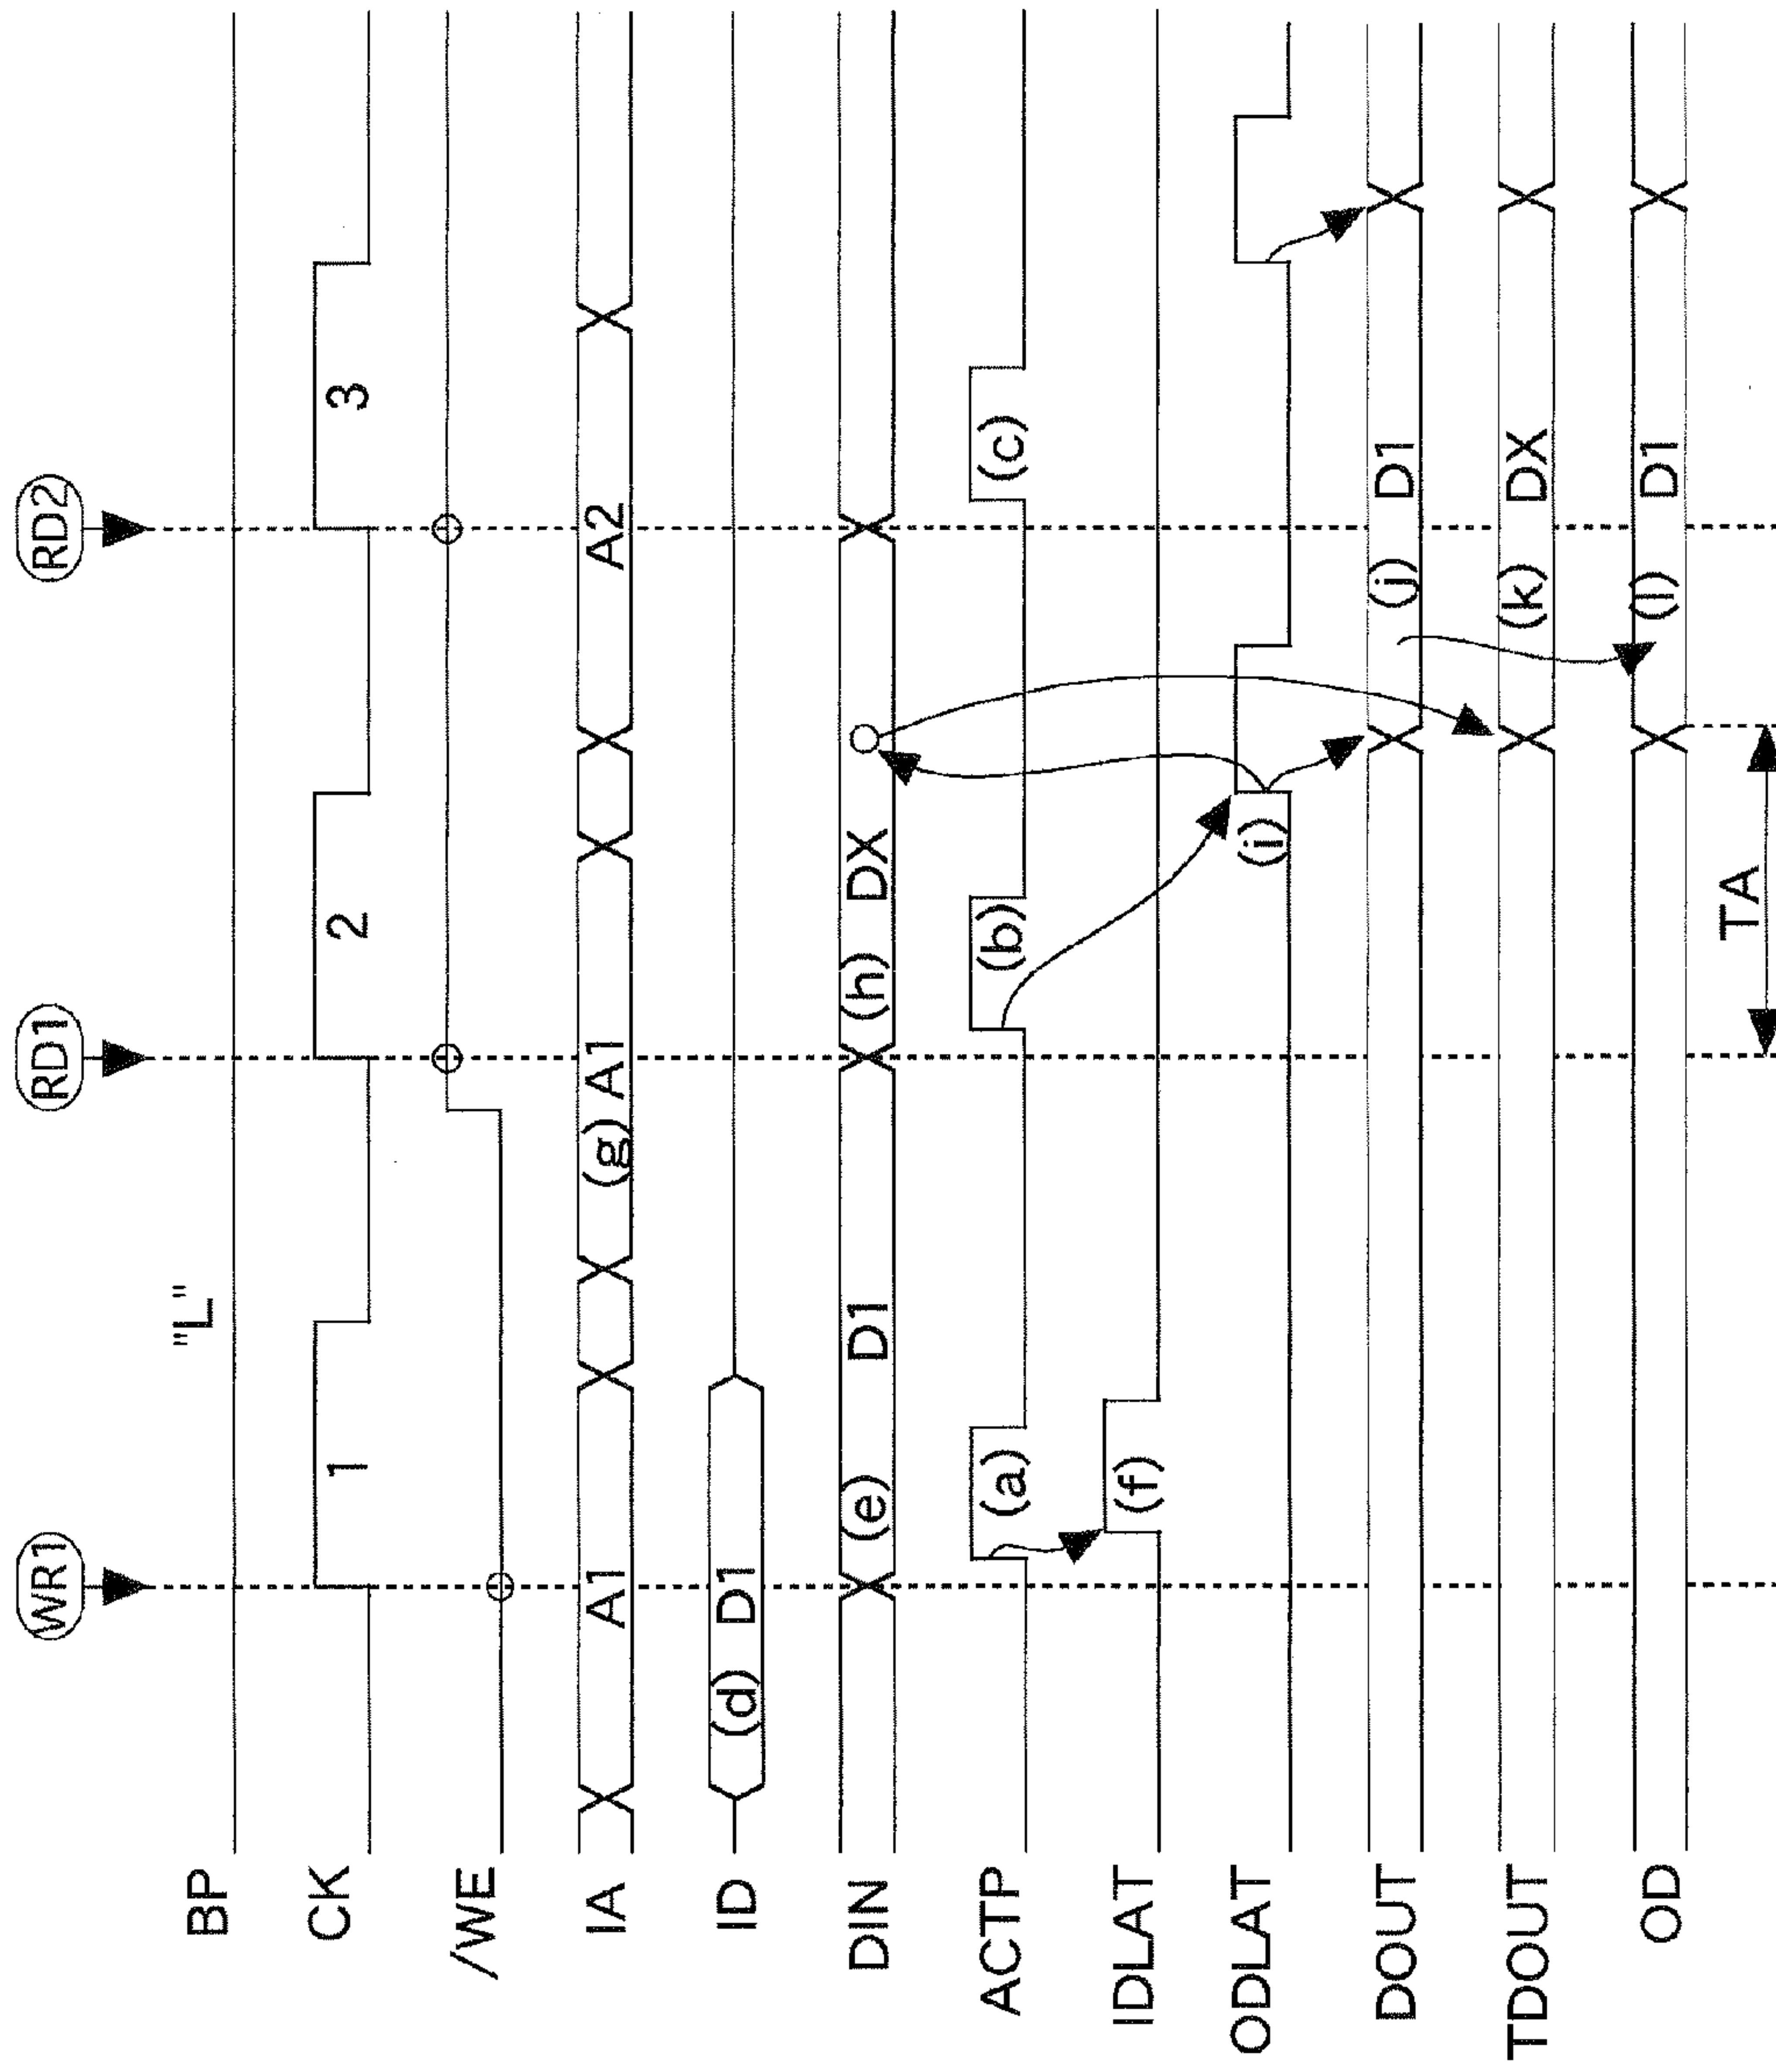 WR1 RD1 RD2
BP "L"
CK 1 2 3
/WE
IA A1 (g) A1 A2
ID (d) D1
DIN (e) D1 (h) DX
ACTP (a) (b) (c)
IDLAT (f)
ODLAT (i)
DOUT (j) D1
TDOUT (k) DX
OD (l) D1
TA